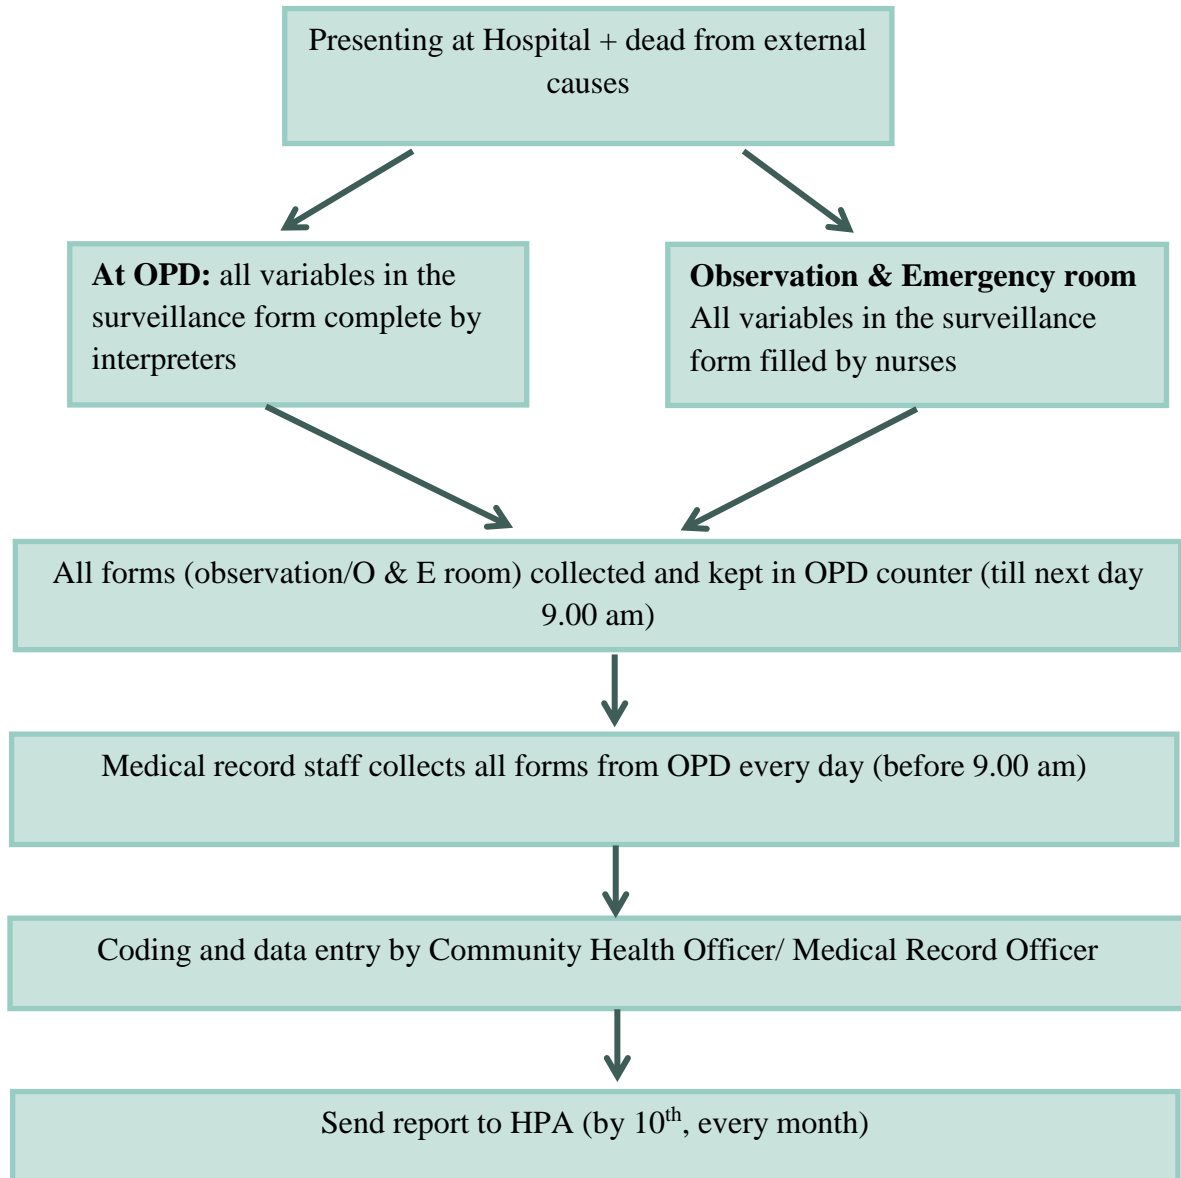 Presenting at Hospital + dead from external
causes
At OPD: all variables in the
surveillance form complete by
interpreters
Observation & Emergency room
All variables in the surveillance
form filled by nurses
All forms (observation/O & E room) collected and kept in OPD counter (till next day
9.00 am)
Medical record staff collects all forms from OPD every day (before 9.00 am)
Coding and data entry by Community Health Officer/ Medical Record Officer
Send report to HPA (by 10th, every month)